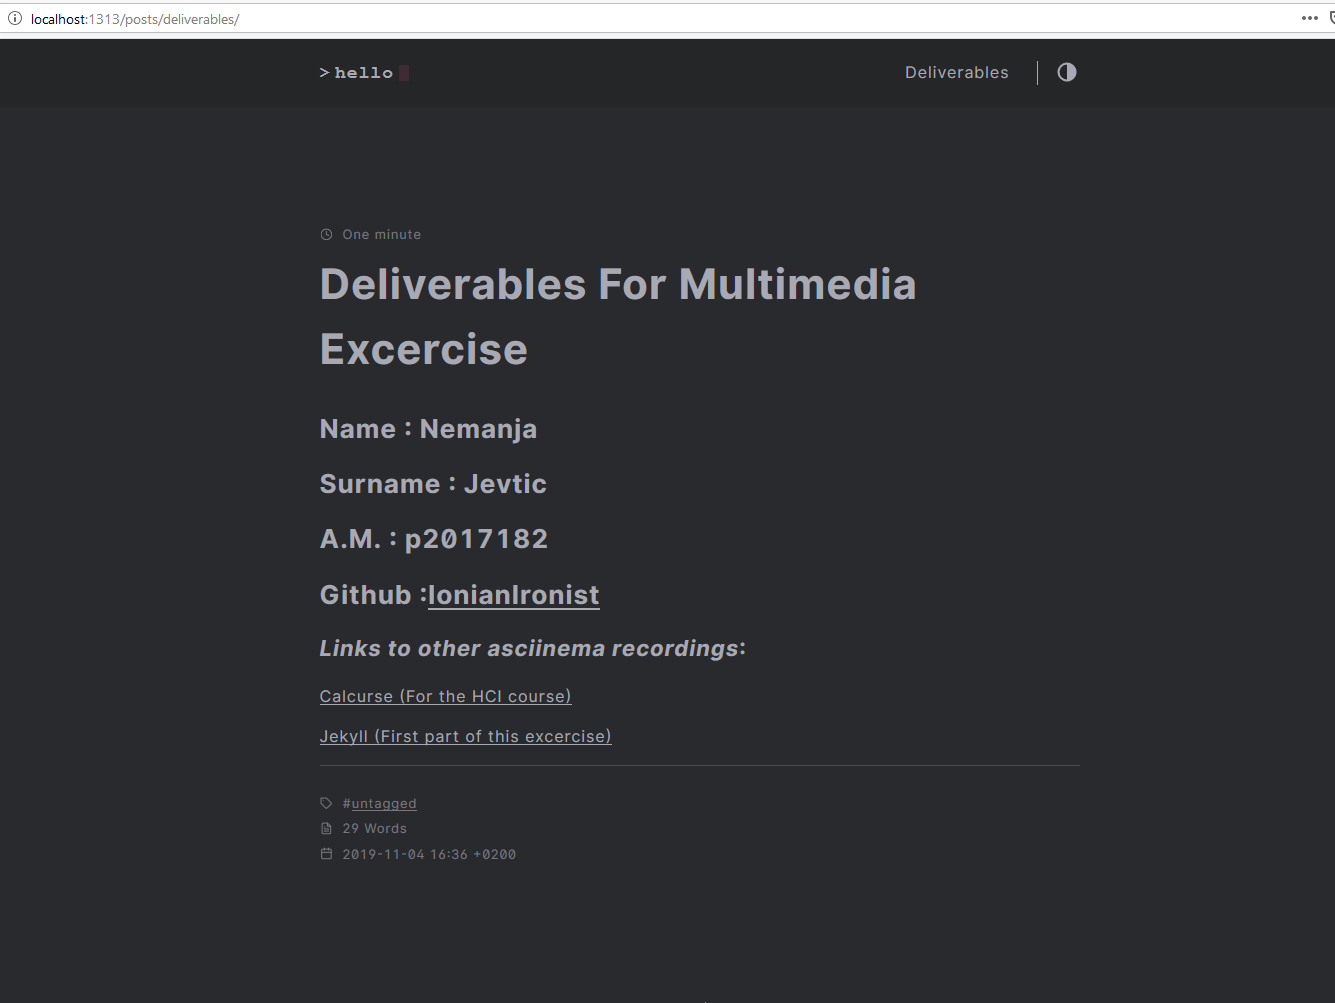 localhost:1313/posts/deliverables/
> hello
Deliverables
One minute
Deliverables For Multimedia
Excercise
Name : Nemanja
Surname : Jevtic
A.M. : p2017182
Github :IonianIronist
Links to other asciinema recordings:
Calcurse (For the HCI course)
Jekyll (First part of this excercise)
#untagged
29 Words
2019-11-04 16:36 +0200